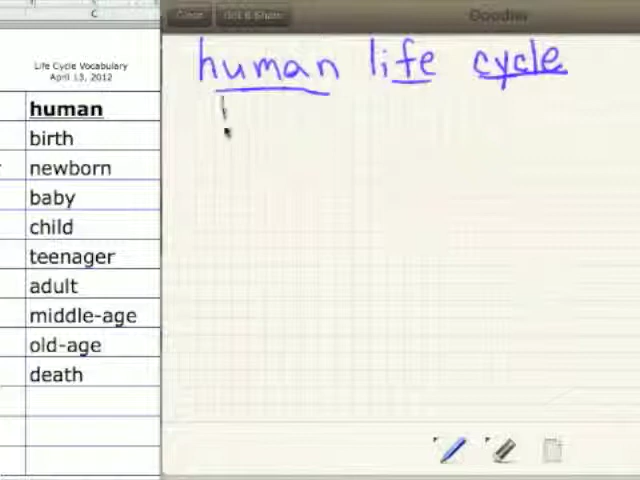 C
Doodler
Life Cycle Vocabulary
April 13, 2012
human life cycle
human
birth
newborn
baby
child
teenager
adult
middle-age
old-age
death